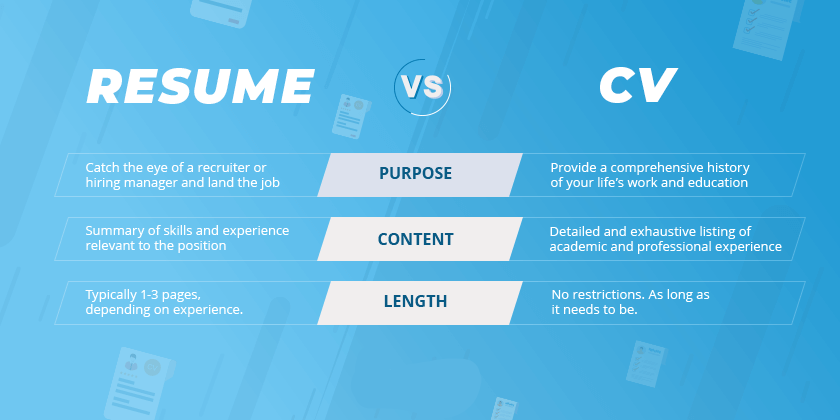 RESUME
VS
CV
Catch the eye of a recruiter or
hiring manager and land the job
PURPOSE
Provide a comprehensive history
of your life's work and education
Summary of skills and experience
relevant to the position
CONTENT
Detailed and exhaustive listing of
academic and professional experience
Typically 1-3 pages,
depending on experience.
LENGTH
No restrictions. As long as
it needs to be.